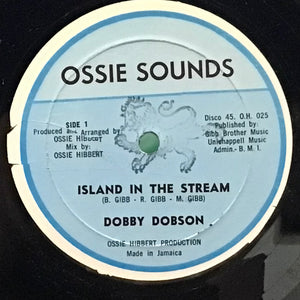 OSSIE SOUNDS
SIDE 1
Produced and Arranged by
OSSIE HIBBERT
Mix by:
OSSIE HIBBERT
Disco 45. O.H. 025
Published by:
Gibb Brother Music
Unichappell Music
Admin.- B. M. I.
ISLAND IN THE STREAM
(B. GIBB - R. GIBB - M. GIBB)
DOBBY DOBSON
OSSIE HIBBERT PRODUCTION
Made in Jamaica